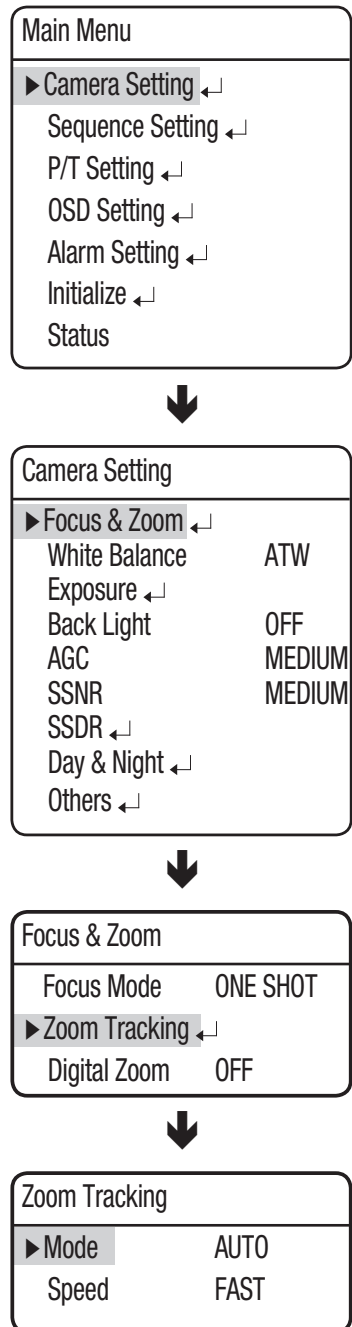 Main Menu
▶Camera Setting ↵
Sequence Setting ↵
P/T Setting ↵
OSD Setting ↵
Alarm Setting ↵
Initialize ↵
Status
Camera Setting
▶Focus & Zoom ↵
White Balance ATW
Exposure ↵
Back Light OFF
AGC MEDIUM
SSNR MEDIUM
SSDR ↵
Day & Night ↵
Others ↵
Focus & Zoom
Focus Mode ONE SHOT
▶Zoom Tracking ↵
Digital Zoom OFF
Zoom Tracking
▶Mode AUTO
Speed FAST